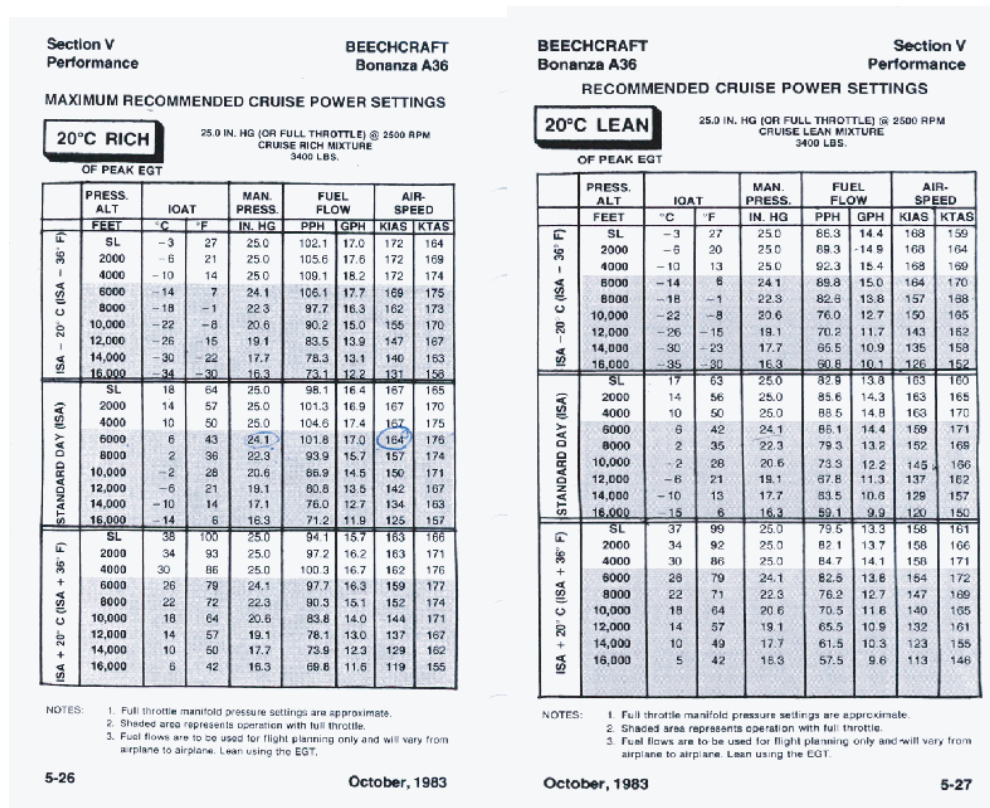 Section V
Performance
BEECHCRAFT
Bonanza A36
MAXIMUM RECOMMENDED CRUISE POWER SETTINGS
20°C RICH
OF PEAK EGT
25.0 IN. HG (OR FULL THROTTLE) @ 2500 RPM
CRUISE RICH MIXTURE
3400 LBS.
PRESS. ALT IOAT MAN. PRESS. FUEL FLOW AIR-SPEED
FEET °C °F IN. HG PPH GPH KIAS KTAS
ISA – 20° C (ISA – 36° F)
SL –3 27 25.0 102.1 17.0 172 164
2000 –6 21 25.0 105.6 17.6 172 169
4000 –10 14 25.0 109.1 18.2 172 174
6000 –14 7 24.1 106.1 17.7 169 175
8000 –18 –1 22.3 97.7 16.3 162 173
10,000 –22 –8 20.6 90.2 15.0 155 170
12,000 –26 –15 19.1 83.5 13.9 147 167
14,000 –30 –22 17.7 78.3 13.1 140 163
16,000 –34 –30 16.3 73.1 12.2 131 158
STANDARD DAY (ISA)
SL 18 64 25.0 98.1 16.4 167 165
2000 14 57 25.0 101.3 16.9 167 170
4000 10 50 25.0 104.6 17.4 167 175
6000 6 43 24.1 101.8 17.0 164 176
8000 2 36 22.3 93.9 15.7 157 174
10,000 –2 28 20.6 86.9 14.5 150 171
12,000 –6 21 19.1 80.8 13.5 142 167
14,000 –10 14 17.1 76.0 12.7 134 163
16,000 –14 6 16.3 71.2 11.9 125 157
ISA + 20° C (ISA + 36° F)
SL 38 100 25.0 94.1 15.7 163 166
2000 34 93 25.0 97.2 16.2 163 171
4000 30 86 25.0 100.3 16.7 162 176
6000 26 79 24.1 97.7 16.3 159 177
8000 22 72 22.3 90.3 15.1 152 174
10,000 18 64 20.6 83.8 14.0 144 171
12,000 14 57 19.1 78.1 13.0 137 167
14,000 10 50 17.7 73.9 12.3 129 162
16,000 6 42 16.3 69.8 11.6 119 155
NOTES: 1. Full throttle manifold pressure settings are approximate.
2. Shaded area represents operation with full throttle.
3. Fuel flows are to be used for flight planning only and will vary from
airplane to airplane. Lean using the EGT.
5-26
October, 1983
BEECHCRAFT
Bonanza A36
Section V
Performance
RECOMMENDED CRUISE POWER SETTINGS
20°C LEAN
OF PEAK EGT
25.0 IN. HG (OR FULL THROTTLE) @ 2500 RPM
CRUISE LEAN MIXTURE
3400 LBS.
PRESS. ALT IOAT MAN. PRESS. FUEL FLOW AIR-SPEED
FEET °C °F IN. HG PPH GPH KIAS KTAS
ISA –20° C (ISA – 36° F)
SL –3 27 25.0 86.3 14.4 168 159
2000 –6 20 25.0 89.3 14.9 168 164
4000 –10 13 25.0 92.3 15.4 168 169
6000 –14 6 24.1 89.8 15.0 164 170
8000 –18 –1 22.3 82.6 13.8 157 168
10,000 –22 –8 20.6 76.0 12.7 150 165
12,000 –26 –15 19.1 70.2 11.7 143 162
14,000 –30 –23 17.7 65.5 10.9 135 158
16,000 –35 –30 16.3 60.8 10.1 126 152
STANDARD DAY (ISA)
SL 17 63 25.0 82.9 13.8 163 160
2000 14 56 25.0 85.6 14.3 163 165
4000 10 50 25.0 88.5 14.8 163 170
6000 6 42 24.1 86.1 14.4 159 171
8000 2 35 22.3 79.3 13.2 152 169
10,000 –2 28 20.6 73.3 12.2 145 166
12,000 –6 21 19.1 67.8 11.3 137 162
14,000 –10 13 17.7 63.5 10.6 129 157
16,000 –15 6 16.3 59.1 9.9 120 150
ISA + 20° C (ISA + 36° F)
SL 37 99 25.0 79.5 13.3 158 161
2000 34 92 25.0 82.1 13.7 158 166
4000 30 86 25.0 84.7 14.1 158 171
6000 26 79 24.1 82.5 13.8 154 172
8000 22 71 22.3 76.2 12.7 147 169
10,000 18 64 20.6 70.5 11.8 140 165
12,000 14 57 19.1 65.5 10.9 132 161
14,000 10 49 17.7 61.5 10.3 123 155
16,000 5 42 16.3 57.5 9.6 113 146
NOTES: 1. Full throttle manifold pressure settings are approximate.
2. Shaded area represents operation with full throttle.
3. Fuel flows are to be used for flight planning only and will vary from
airplane to airplane. Lean using the EGT.
October, 1983
5-27